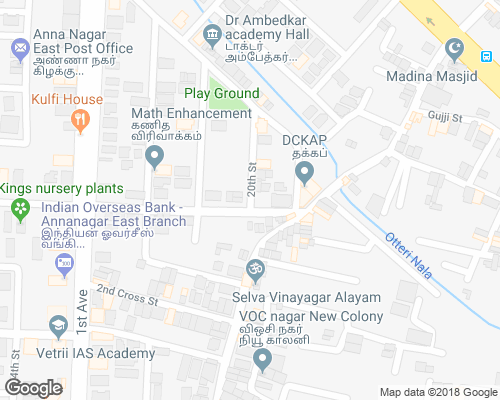 Dr Ambedkar
academy Hall
டாக்டர்
அம்பேத்கர்...
Anna Nagar
East Post Office
அண்ணா நகர்
கிழக்கு...
Madina Masjid
Kulfi House
Play Ground
Gujji St
Math Enhancement
கணித
விரிவாக்கம்
DCKAP
தக்கப்
20th St
Kings nursery plants
Indian Overseas Bank -
Annanagar East Branch
இந்தியன் ஓவர்சீஸ்
வங்கி...
Otteri Nala
2nd Cross St
1st Ave
Selva Vinayagar Alayam
VOC nagar New Colony
விஓசி நகர்
நியூ காலனி
Vetrii IAS Academy
4th St
Google
Map data ©2018 Google